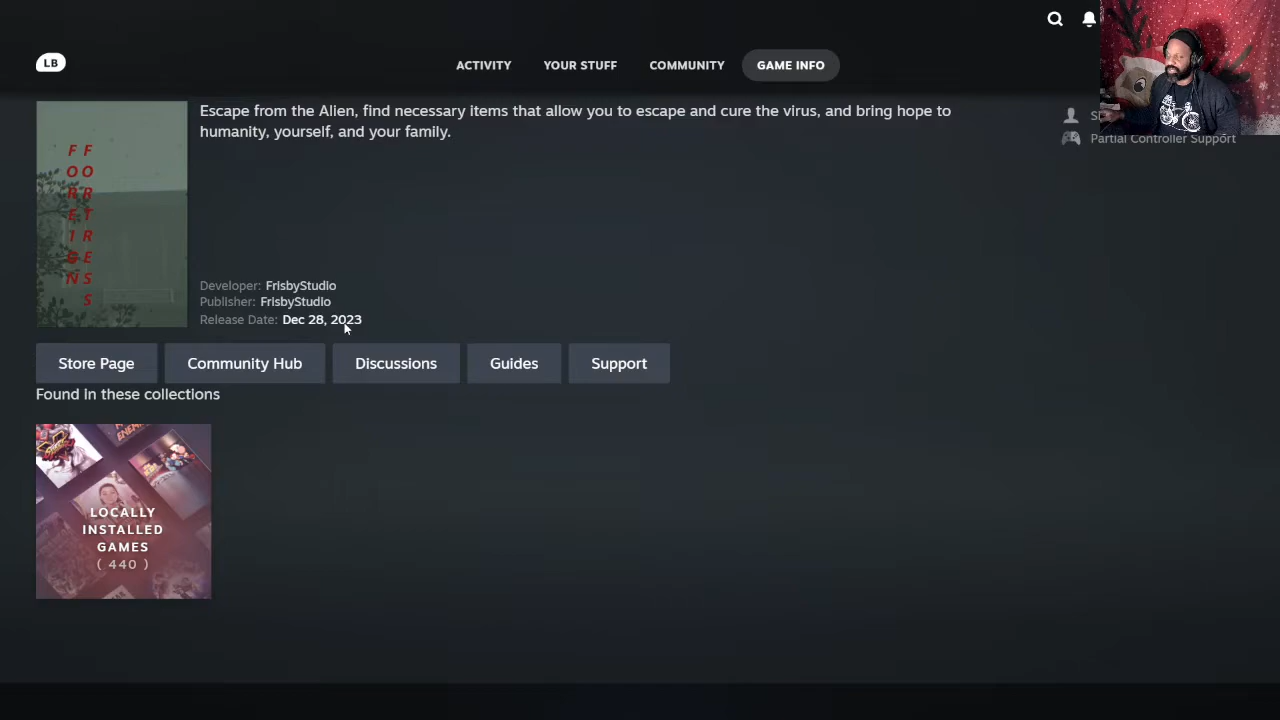 LB
ACTIVITY
YOUR STUFF
COMMUNITY
GAME INFO
Escape from the Alien, find necessary items that allow you to escape and cure the virus, and bring hope to
humanity, yourself, and your family.
Partial Controller Support
FOREIGN
FORTRESS
Developer: FrisbyStudio
Publisher: FrisbyStudio
Release Date: Dec 28, 2023
Store Page
Community Hub
Discussions
Guides
Support
Found in these collections
LOCALLY
INSTALLED
GAMES
( 440 )